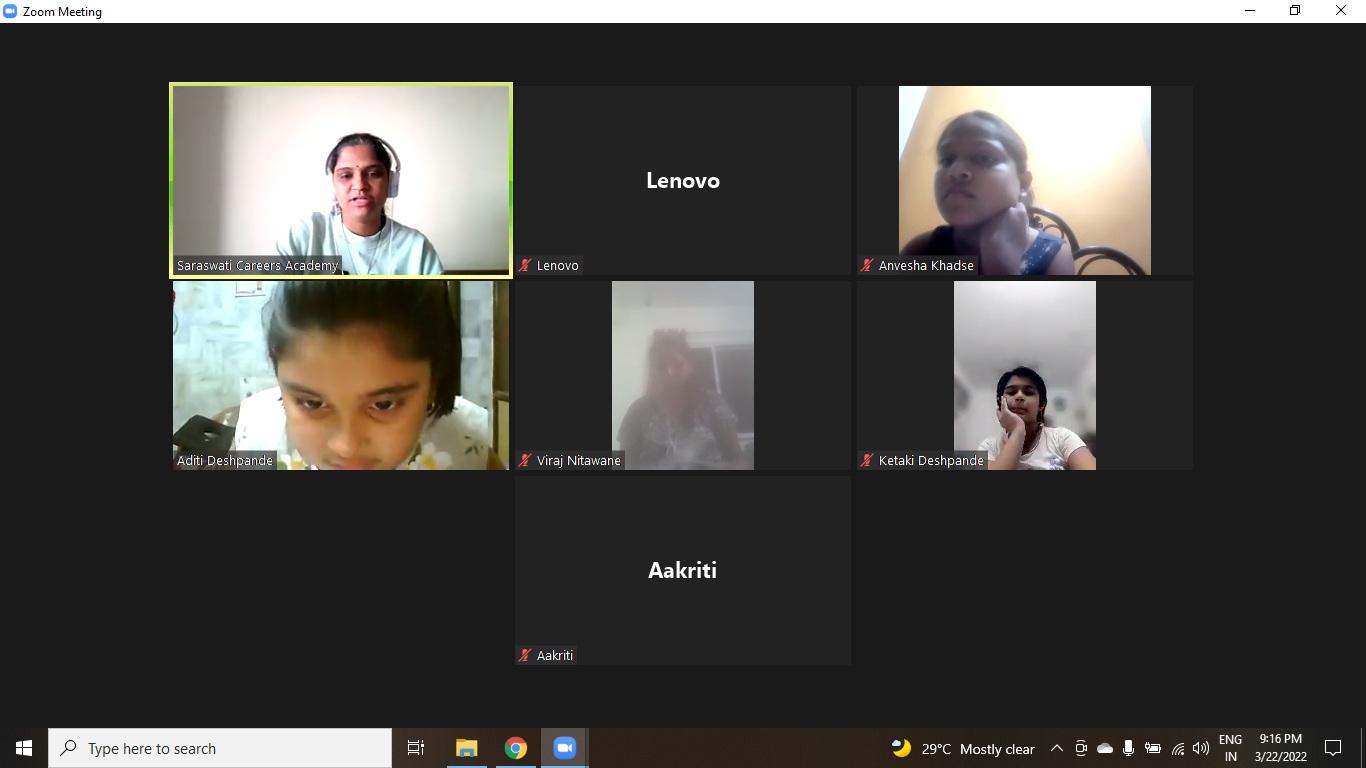 Zoom Meeting
Saraswati Careers Academy
Lenovo
Lenovo
Anvesha Khadse
Aditi Deshpande
Viraj Nitawane
Ketaki Deshpande
Aakriti
Aakriti
Type here to search
29°C Mostly clear
ENG
IN
9:16 PM
3/22/2022